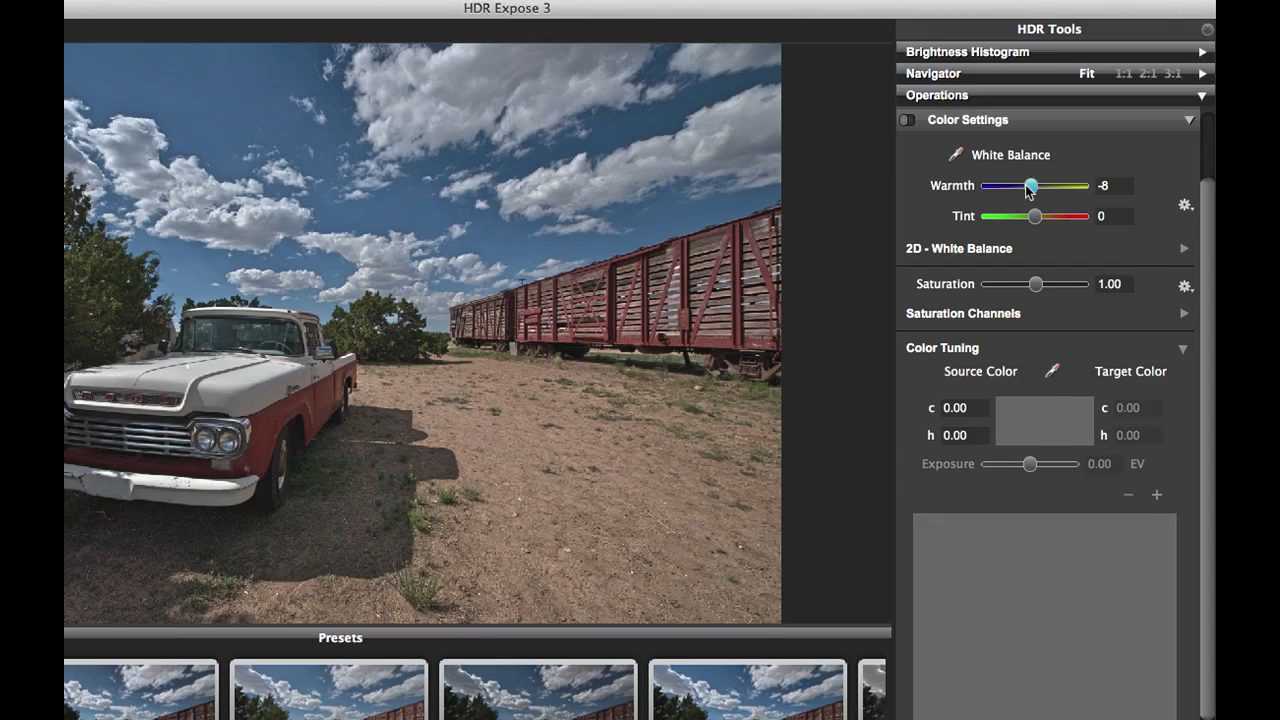 HDR Expose 3
HDR Tools
Brightness Histogram
Navigator Fit 1:1 2:1 3:1
Operations
Color Settings
White Balance
Warmth -8
Tint 0
2D - White Balance
Saturation 1.00
Saturation Channels
Color Tuning
Source Color Target Color
c 0.00 c 0.00
h 0.00 h 0.00
Exposure 0.00 EV
Presets